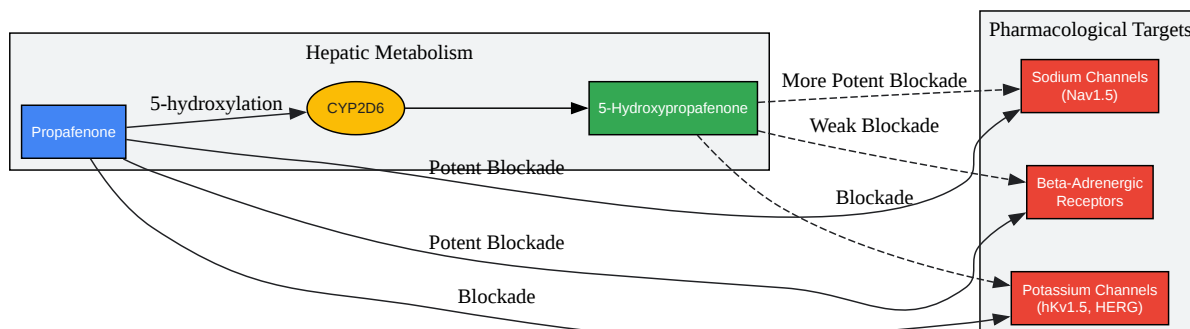 Pharmacological Targets
Hepatic Metabolism
More Potent Blockade
Sodium Channels
(Nav1.5)
5-hydroxylation
CYP2D6
5-Hydroxypropafenone
Propafenone
Weak Blockade
Potent Blockade
Blockade
Beta-Adrenergic
Receptors
Potent Blockade
Blockade
Potassium Channels
(hKv1.5, HERG)